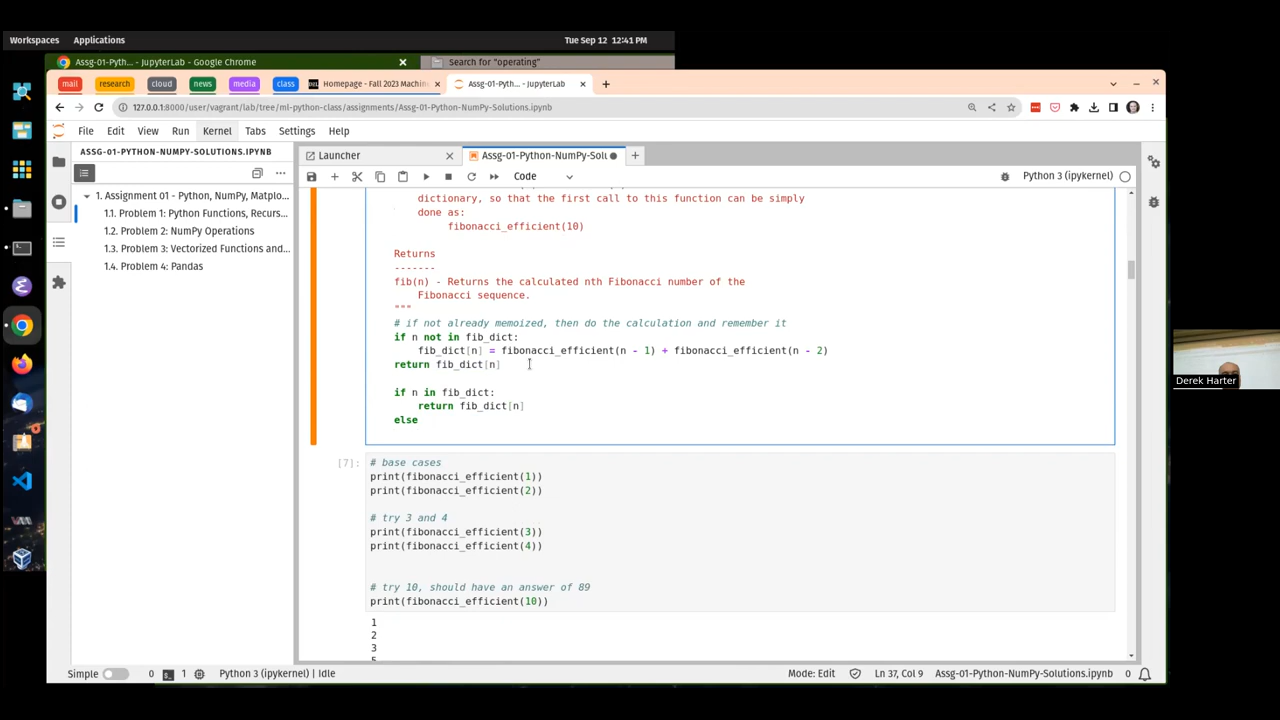 Workspaces Applications Tue Sep 12 12:41 PM
Assg-01-Pyth... - JupyterLab - Google Chrome Search for "operating"
mail research cloud news media class Homepage - Fall 2023 Machin Assg-01-Pyth... - JupyterLab
127.0.0.1:8000/user/vagrant/lab/tree/ml-python-class/assignments/Assg-01-Python-NumPy-Solutions.ipynb
File Edit View Run Kernel Tabs Settings Help
ASSG-01-PYTHON-NUMPY-SOLUTIONS.IPYNB
Launcher Assg-01-Python-NumPy-Solu
Code Python 3 (ipykernel)
1. Assignment 01 - Python, NumPy, Matplo...
1.1. Problem 1: Python Functions, Recurs...
1.2. Problem 2: NumPy Operations
1.3. Problem 3: Vectorized Functions and...
1.4. Problem 4: Pandas
dictionary, so that the first call to this function can be simply
done as:
fibonacci_efficient(10)
Returns
-------
fib(n) - Returns the calculated nth Fibonacci number of the
Fibonacci sequence.
"""
# if not already memoized, then do the calculation and remember it
if n not in fib_dict:
fib_dict[n] = fibonacci_efficient(n - 1) + fibonacci_efficient(n - 2)
return fib_dict[n]
if n in fib_dict:
return fib_dict[n]
else
[7]:
# base cases
print(fibonacci_efficient(1))
print(fibonacci_efficient(2))
# try 3 and 4
print(fibonacci_efficient(3))
print(fibonacci_efficient(4))
# try 10, should have an answer of 89
print(fibonacci_efficient(10))
1
2
3
5
Derek Harter
Simple 0 1 Python 3 (ipykernel) | Idle Mode: Edit Ln 37, Col 9 Assg-01-Python-NumPy-Solutions.ipynb 0